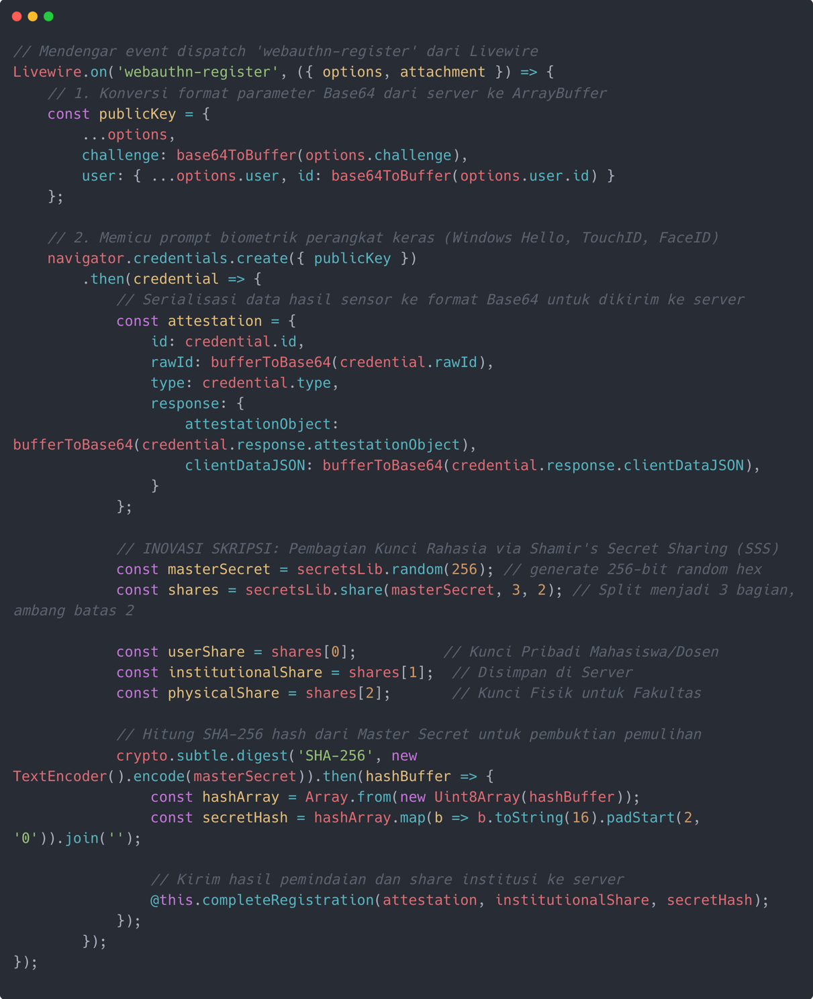 // Mendengar event dispatch 'webauthn-register' dari Livewire
Livewire.on('webauthn-register', ({ options, attachment }) => {
    // 1. Konversi format parameter Base64 dari server ke ArrayBuffer
    const publicKey = {
        ...options,
        challenge: base64ToBuffer(options.challenge),
        user: { ...options.user, id: base64ToBuffer(options.user.id) }
    };

    // 2. Memicu prompt biometrik perangkat keras (Windows Hello, TouchID, FaceID)
    navigator.credentials.create({ publicKey })
        .then(credential => {
            // Serialisasi data hasil sensor ke format Base64 untuk dikirim ke server
            const attestation = {
                id: credential.id,
                rawId: bufferToBase64(credential.rawId),
                type: credential.type,
                response: {
                    attestationObject:
bufferToBase64(credential.response.attestationObject),
                    clientDataJSON: bufferToBase64(credential.response.clientDataJSON),
                }
            };

            // INOVASI SKRIPSI: Pembagian Kunci Rahasia via Shamir's Secret Sharing (SSS)
            const masterSecret = secretsLib.random(256); // generate 256-bit random hex
            const shares = secretsLib.share(masterSecret, 3, 2); // Split menjadi 3 bagian,
ambang batas 2

            const userShare = shares[0];          // Kunci Pribadi Mahasiswa/Dosen
            const institutionalShare = shares[1];  // Disimpan di Server
            const physicalShare = shares[2];       // Kunci Fisik untuk Fakultas

            // Hitung SHA-256 hash dari Master Secret untuk pembuktian pemulihan
            crypto.subtle.digest('SHA-256', new
TextEncoder().encode(masterSecret)).then(hashBuffer => {
                const hashArray = Array.from(new Uint8Array(hashBuffer));
                const secretHash = hashArray.map(b => b.toString(16).padStart(2,
'0')).join('');

                // Kirim hasil pemindaian dan share institusi ke server
                @this.completeRegistration(attestation, institutionalShare, secretHash);
            });
        });
});